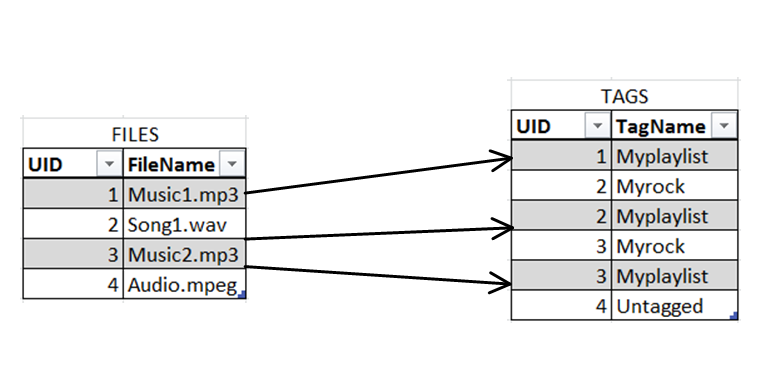 FILES
UID FileName
1 Music1.mp3
2 Song1.wav
3 Music2.mp3
4 Audio.mpeg
TAGS
UID TagName
1 Myplaylist
2 Myrock
2 Myplaylist
3 Myrock
3 Myplaylist
4 Untagged